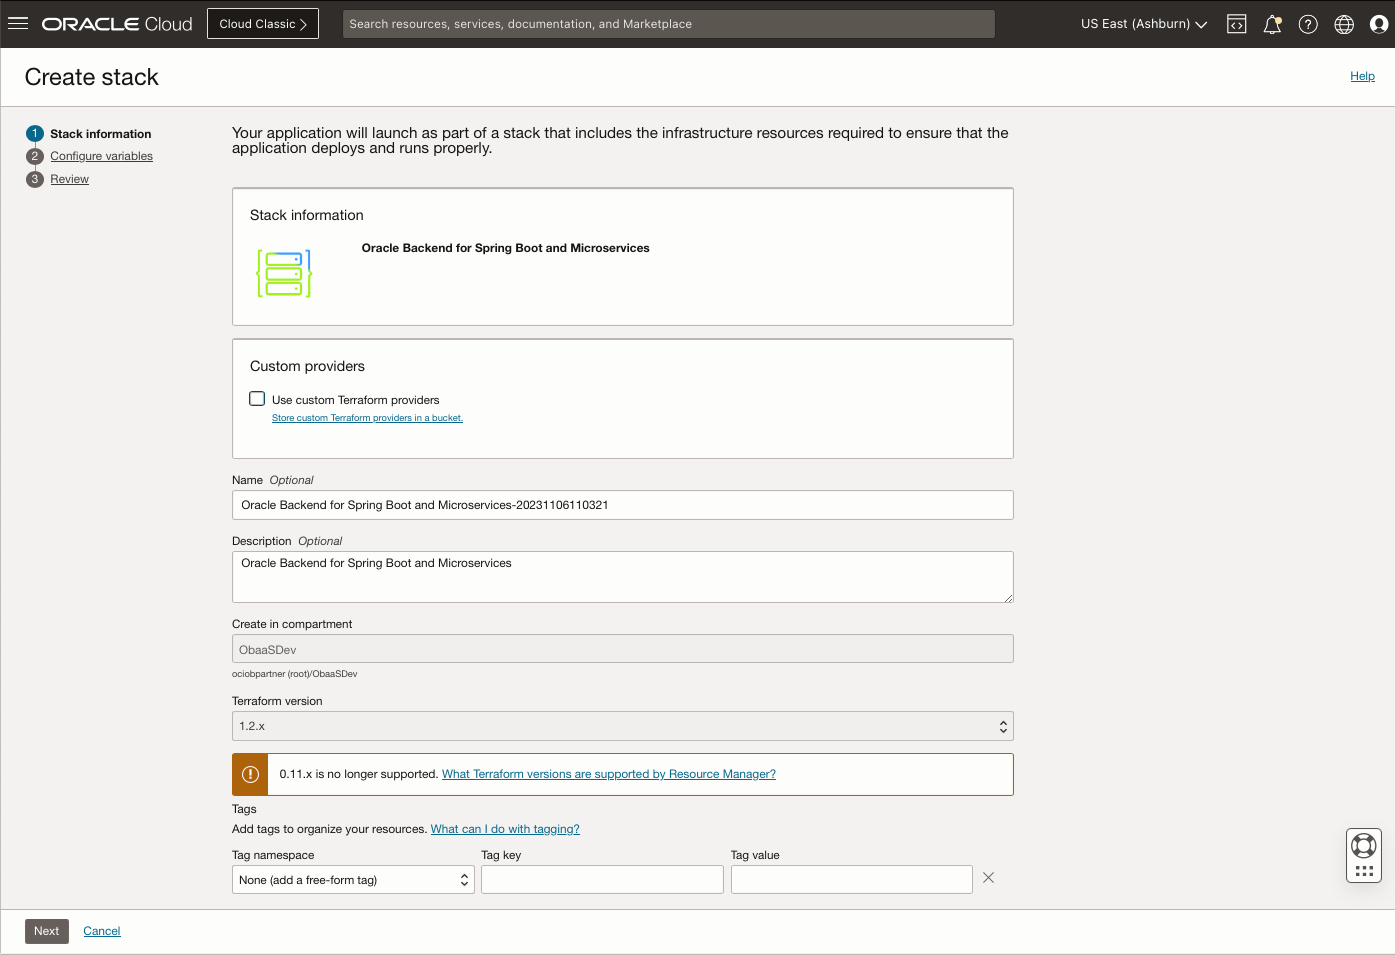 ORACLE Cloud
Cloud Classic
Search resources, services, documentation, and Marketplace
US East (Ashburn)
Create stack
Help
1 Stack information
2 Configure variables
3 Review
Your application will launch as part of a stack that includes the infrastructure resources required to ensure that the
application deploys and runs properly.
Stack information
Oracle Backend for Spring Boot and Microservices
Custom providers
Use custom Terraform providers
Store custom Terraform providers in a bucket.
Name Optional
Oracle Backend for Spring Boot and Microservices-20231106110321
Description Optional
Oracle Backend for Spring Boot and Microservices
Create in compartment
ObaaSDev
ociobpartner (root)/ObaaSDev
Terraform version
1.2.x
0.11.x is no longer supported. What Terraform versions are supported by Resource Manager?
Tags
Add tags to organize your resources. What can I do with tagging?
Tag namespace Tag key Tag value
None (add a free-form tag)
Next Cancel